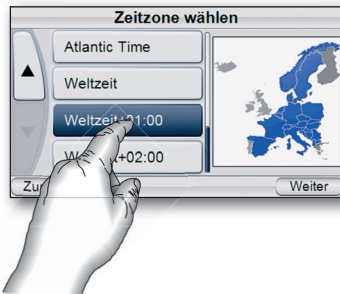 Zeitzone wählen
Atlantic Time
Weltzeit
Weltzeit+01:00
+02:00
Weiter